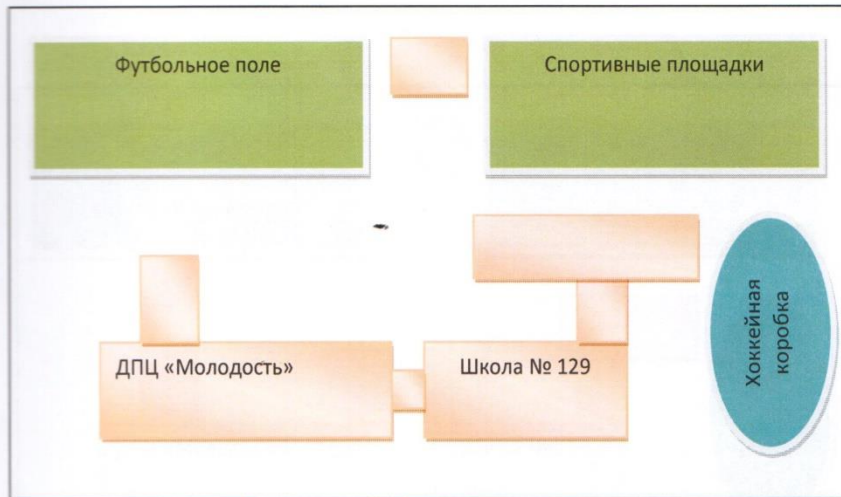 Футбольное поле
Спортивные площадки
ДПЦ «Молодость»
Школа № 129
Хоккейная
коробка